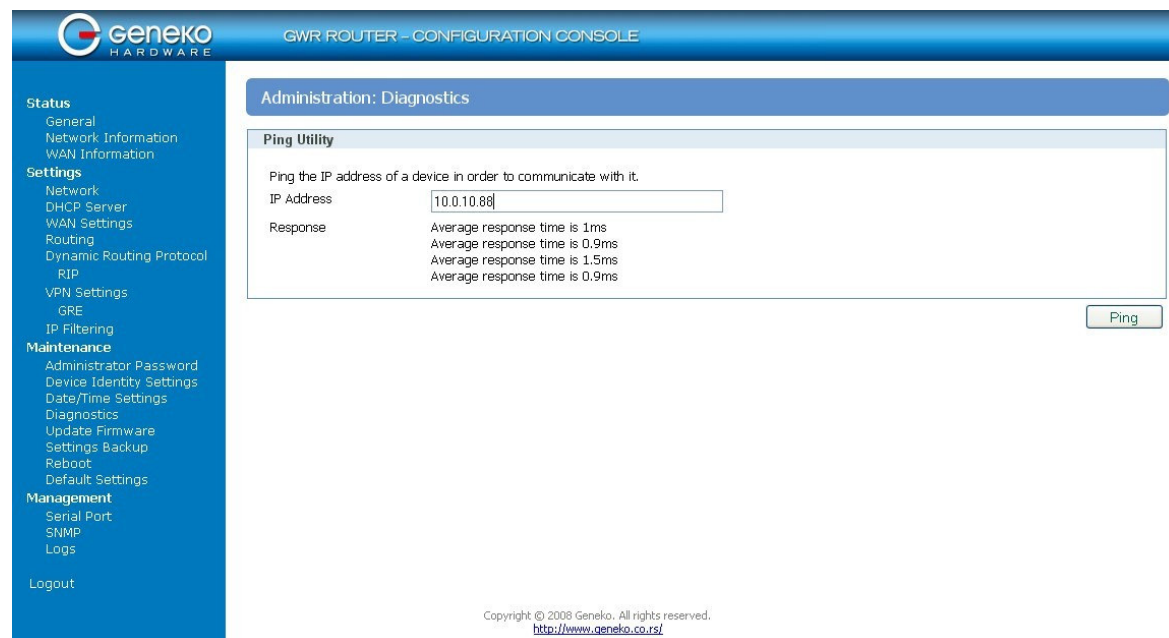 GENEKO
HARDWARE
GWR ROUTER - CONFIGURATION CONSOLE
Status
General
Network Information
WAN Information
Settings
Network
DHCP Server
WAN Settings
Routing
Dynamic Routing Protocol
RIP
VPN Settings
GRE
IP Filtering
Maintenance
Administrator Password
Device Identity Settings
Date/Time Settings
Diagnostics
Update Firmware
Settings Backup
Reboot
Default Settings
Management
Serial Port
SNMP
Logs
Logout
Administration: Diagnostics
Ping Utility
Ping the IP address of a device in order to communicate with it.
IP Address 10.0.10.88
Response Average response time is 1ms
Average response time is 0.9ms
Average response time is 1.5ms
Average response time is 0.9ms
Ping
Copyright © 2008 Geneko. All rights reserved.
http://www.geneko.co.rs/